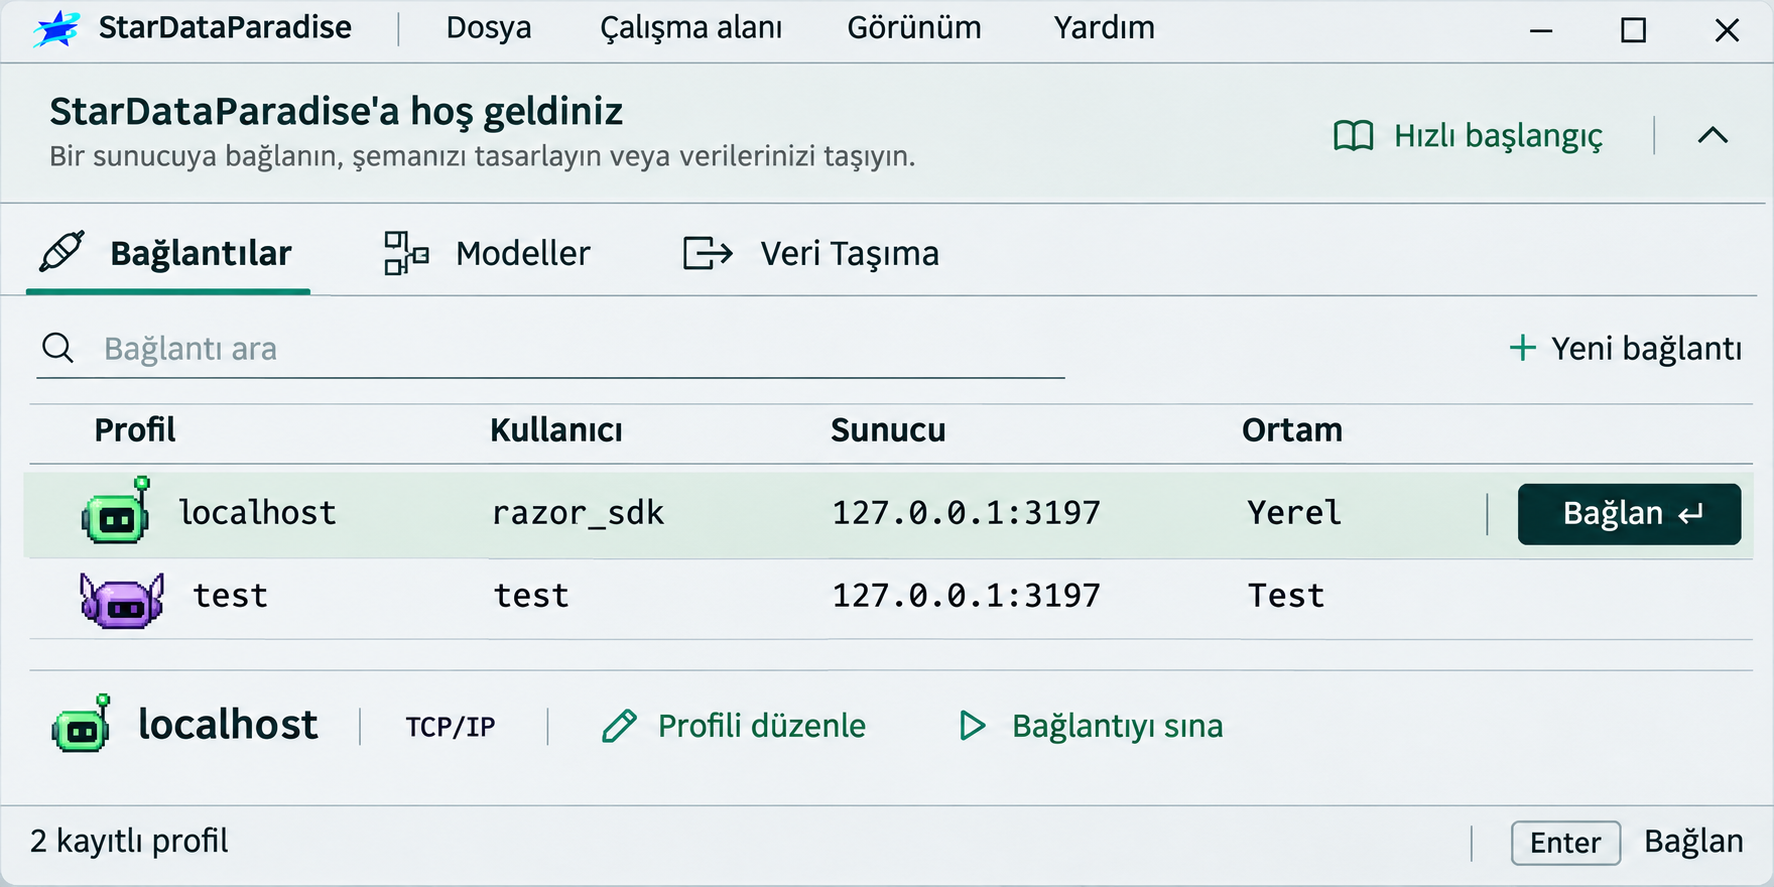 StarDataParadise Dosya Çalışma alanı Görünüm Yardım
StarDataParadise'a hoş geldiniz
Bir sunucuya bağlanın, şemanızı tasarlayın veya verilerinizi taşıyın.
Hızlı başlangıç
Bağlantılar Modeller Veri Taşıma
Bağlantı ara
Yeni bağlantı
Profil Kullanıcı Sunucu Ortam
localhost razor_sdk 127.0.0.1:3197 Yerel Bağlan ↵
test test 127.0.0.1:3197 Test
localhost TCP/IP Profili düzenle Bağlantıyı sına
2 kayıtlı profil Enter Bağlan